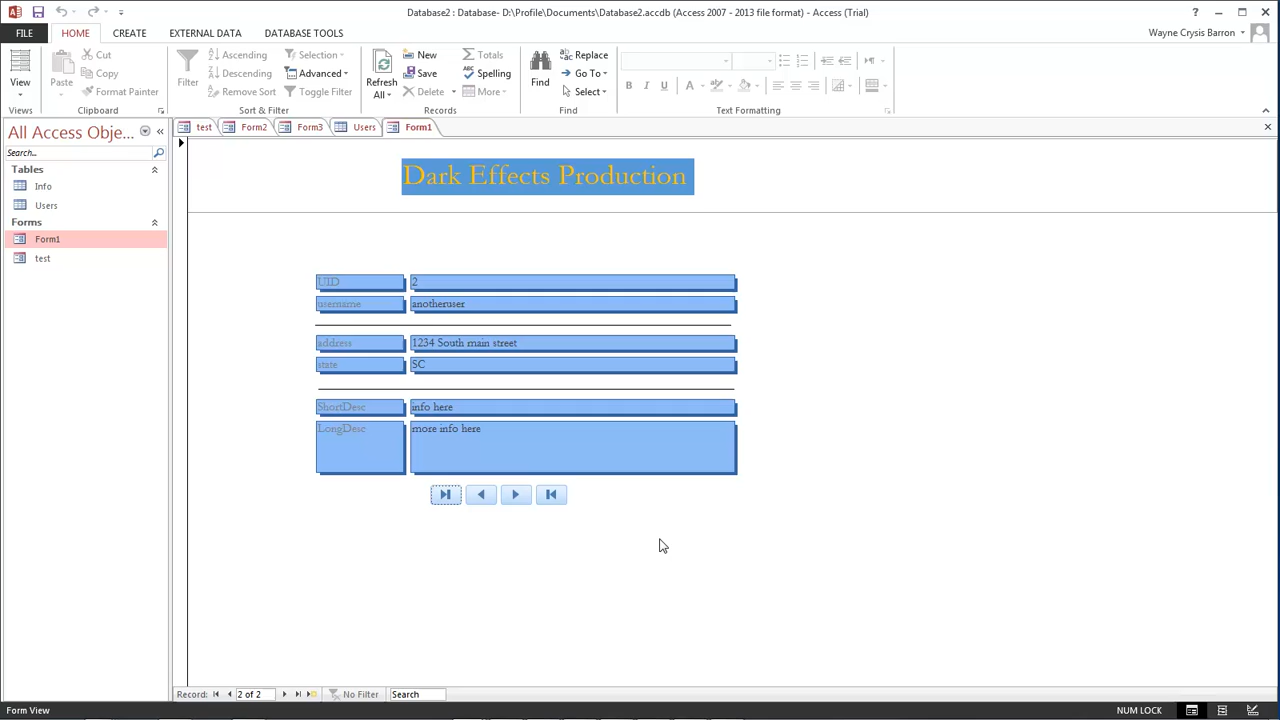 Database2 : Database- D:\Profile\Documents\Database2.accdb (Access 2007 - 2013 file format) - Access (Trial)
?
FILE HOME CREATE EXTERNAL DATA DATABASE TOOLS Wayne Crysis Barron
View
Paste
Cut
Copy
Format Painter
Filter
Ascending
Descending
Remove Sort
Selection
Advanced
Toggle Filter
Refresh All
New
Save
Delete
Totals
Spelling
More
Find
Replace
Go To
Select
B I U A
Views Clipboard Sort & Filter Records Find Text Formatting
All Access Obje...
Search...
Tables
Info
Users
Forms
Form1
test
test Form2 Form3 Users Form1
Dark Effects Production
UID 2
username anotheruser
address 1234 South main street
state SC
ShortDesc info here
LongDesc more info here
Record: 2 of 2 No Filter Search
Form View NUM LOCK